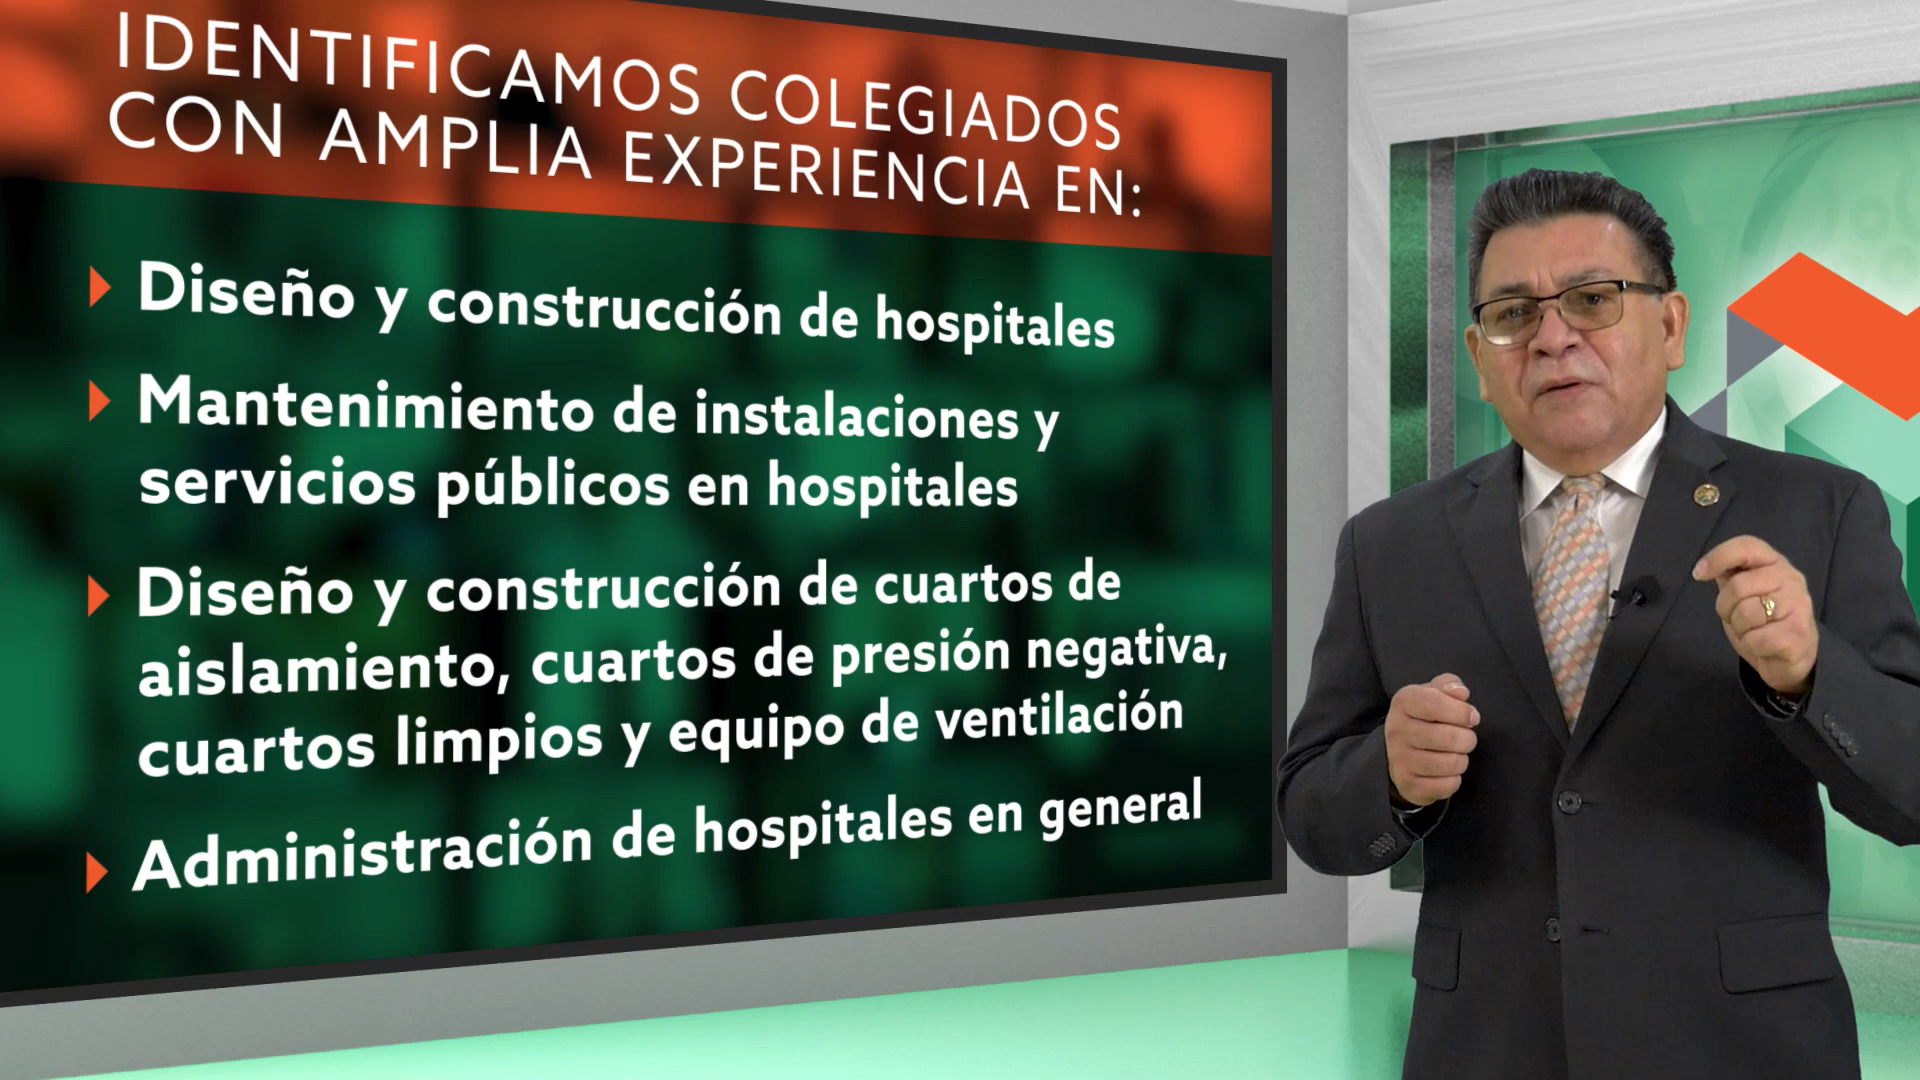 IDENTIFICAMOS COLEGIADOS
CON AMPLIA EXPERIENCIA EN:
Diseño y construcción de hospitales
Mantenimiento de instalaciones y
servicios públicos en hospitales
Diseño y construcción de cuartos de
aislamiento, cuartos de presión negativa,
cuartos limpios y equipo de ventilación
Administración de hospitales en general